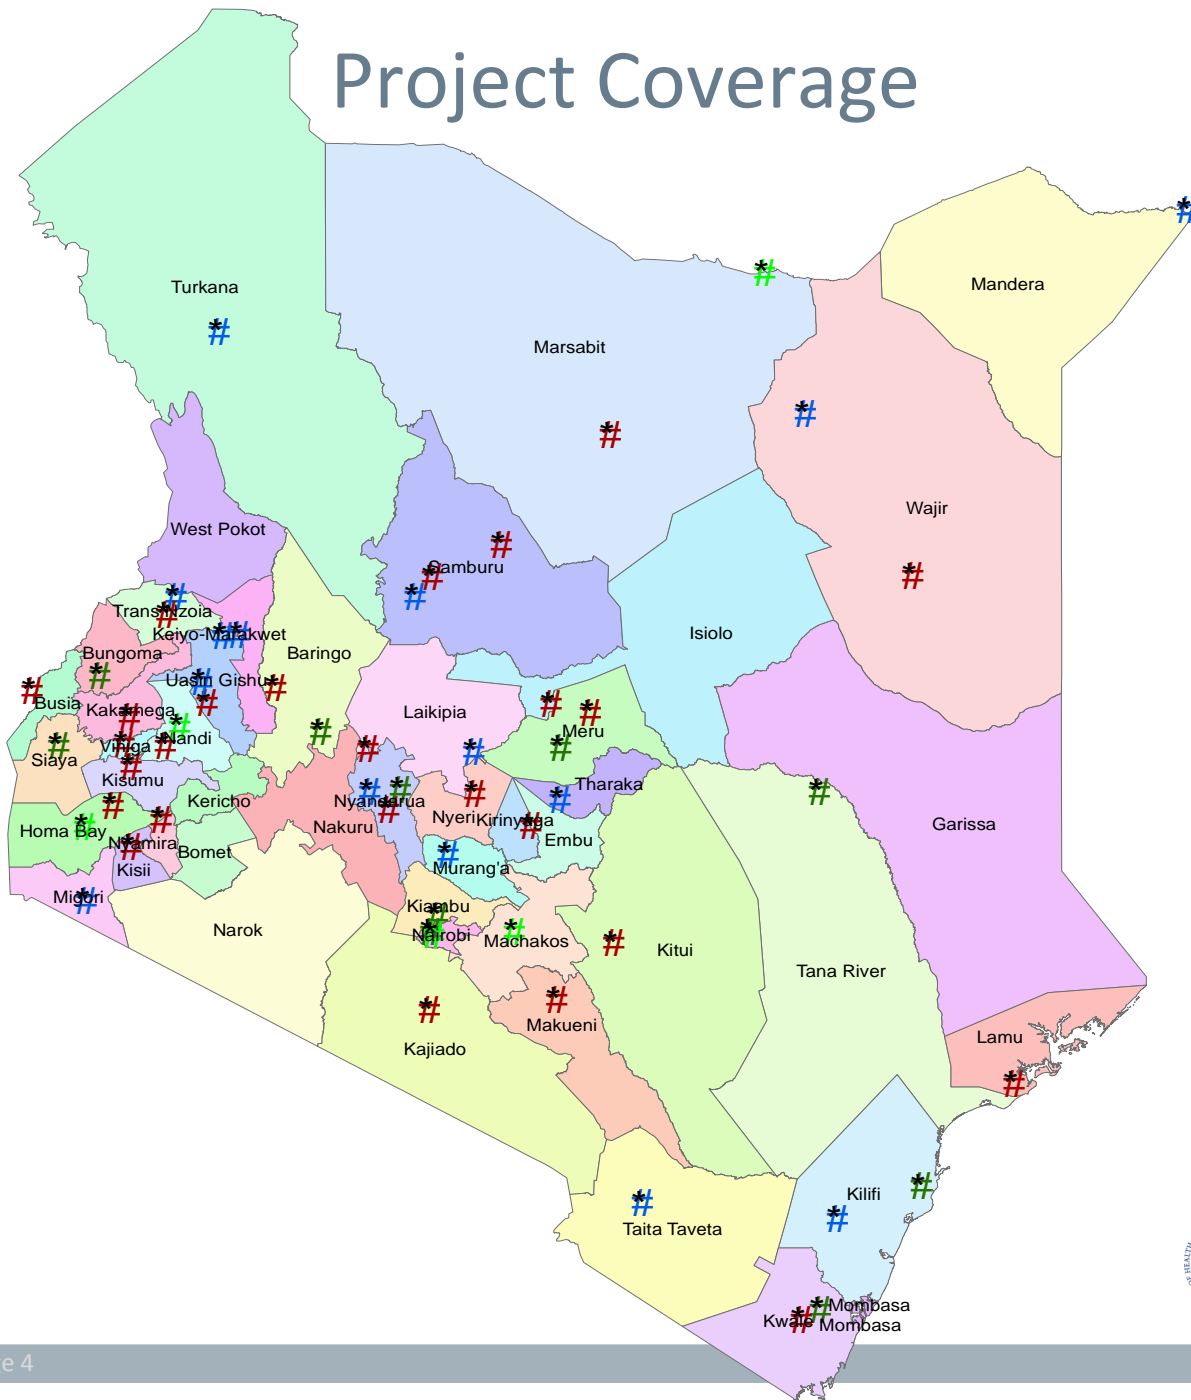 Project Coverage
Turkana
Mandera
Marsabit
Wajir
West Pokot
Samburu
Trans Nzoia
Keiyo-Marakwet
Isiolo
Bungoma
Baringo
Uasin Gishu
Busia
Kakamega
Laikipia
Meru
Nandi
Vihiga
Siaya
Kisumu
Tharaka
Kericho
Nyandarua
Nyeri
Kirinyaga
Garissa
Homa Bay
Nakuru
Embu
Nyamira
Bomet
Kisii
Murang'a
Migori
Kiambu
Narok
Nairobi
Machakos
Kitui
Tana River
Makueni
Lamu
Kajiado
Kilifi
Taita Taveta
Mombasa
Kwale
Mombasa
OF HEALTH
e 4